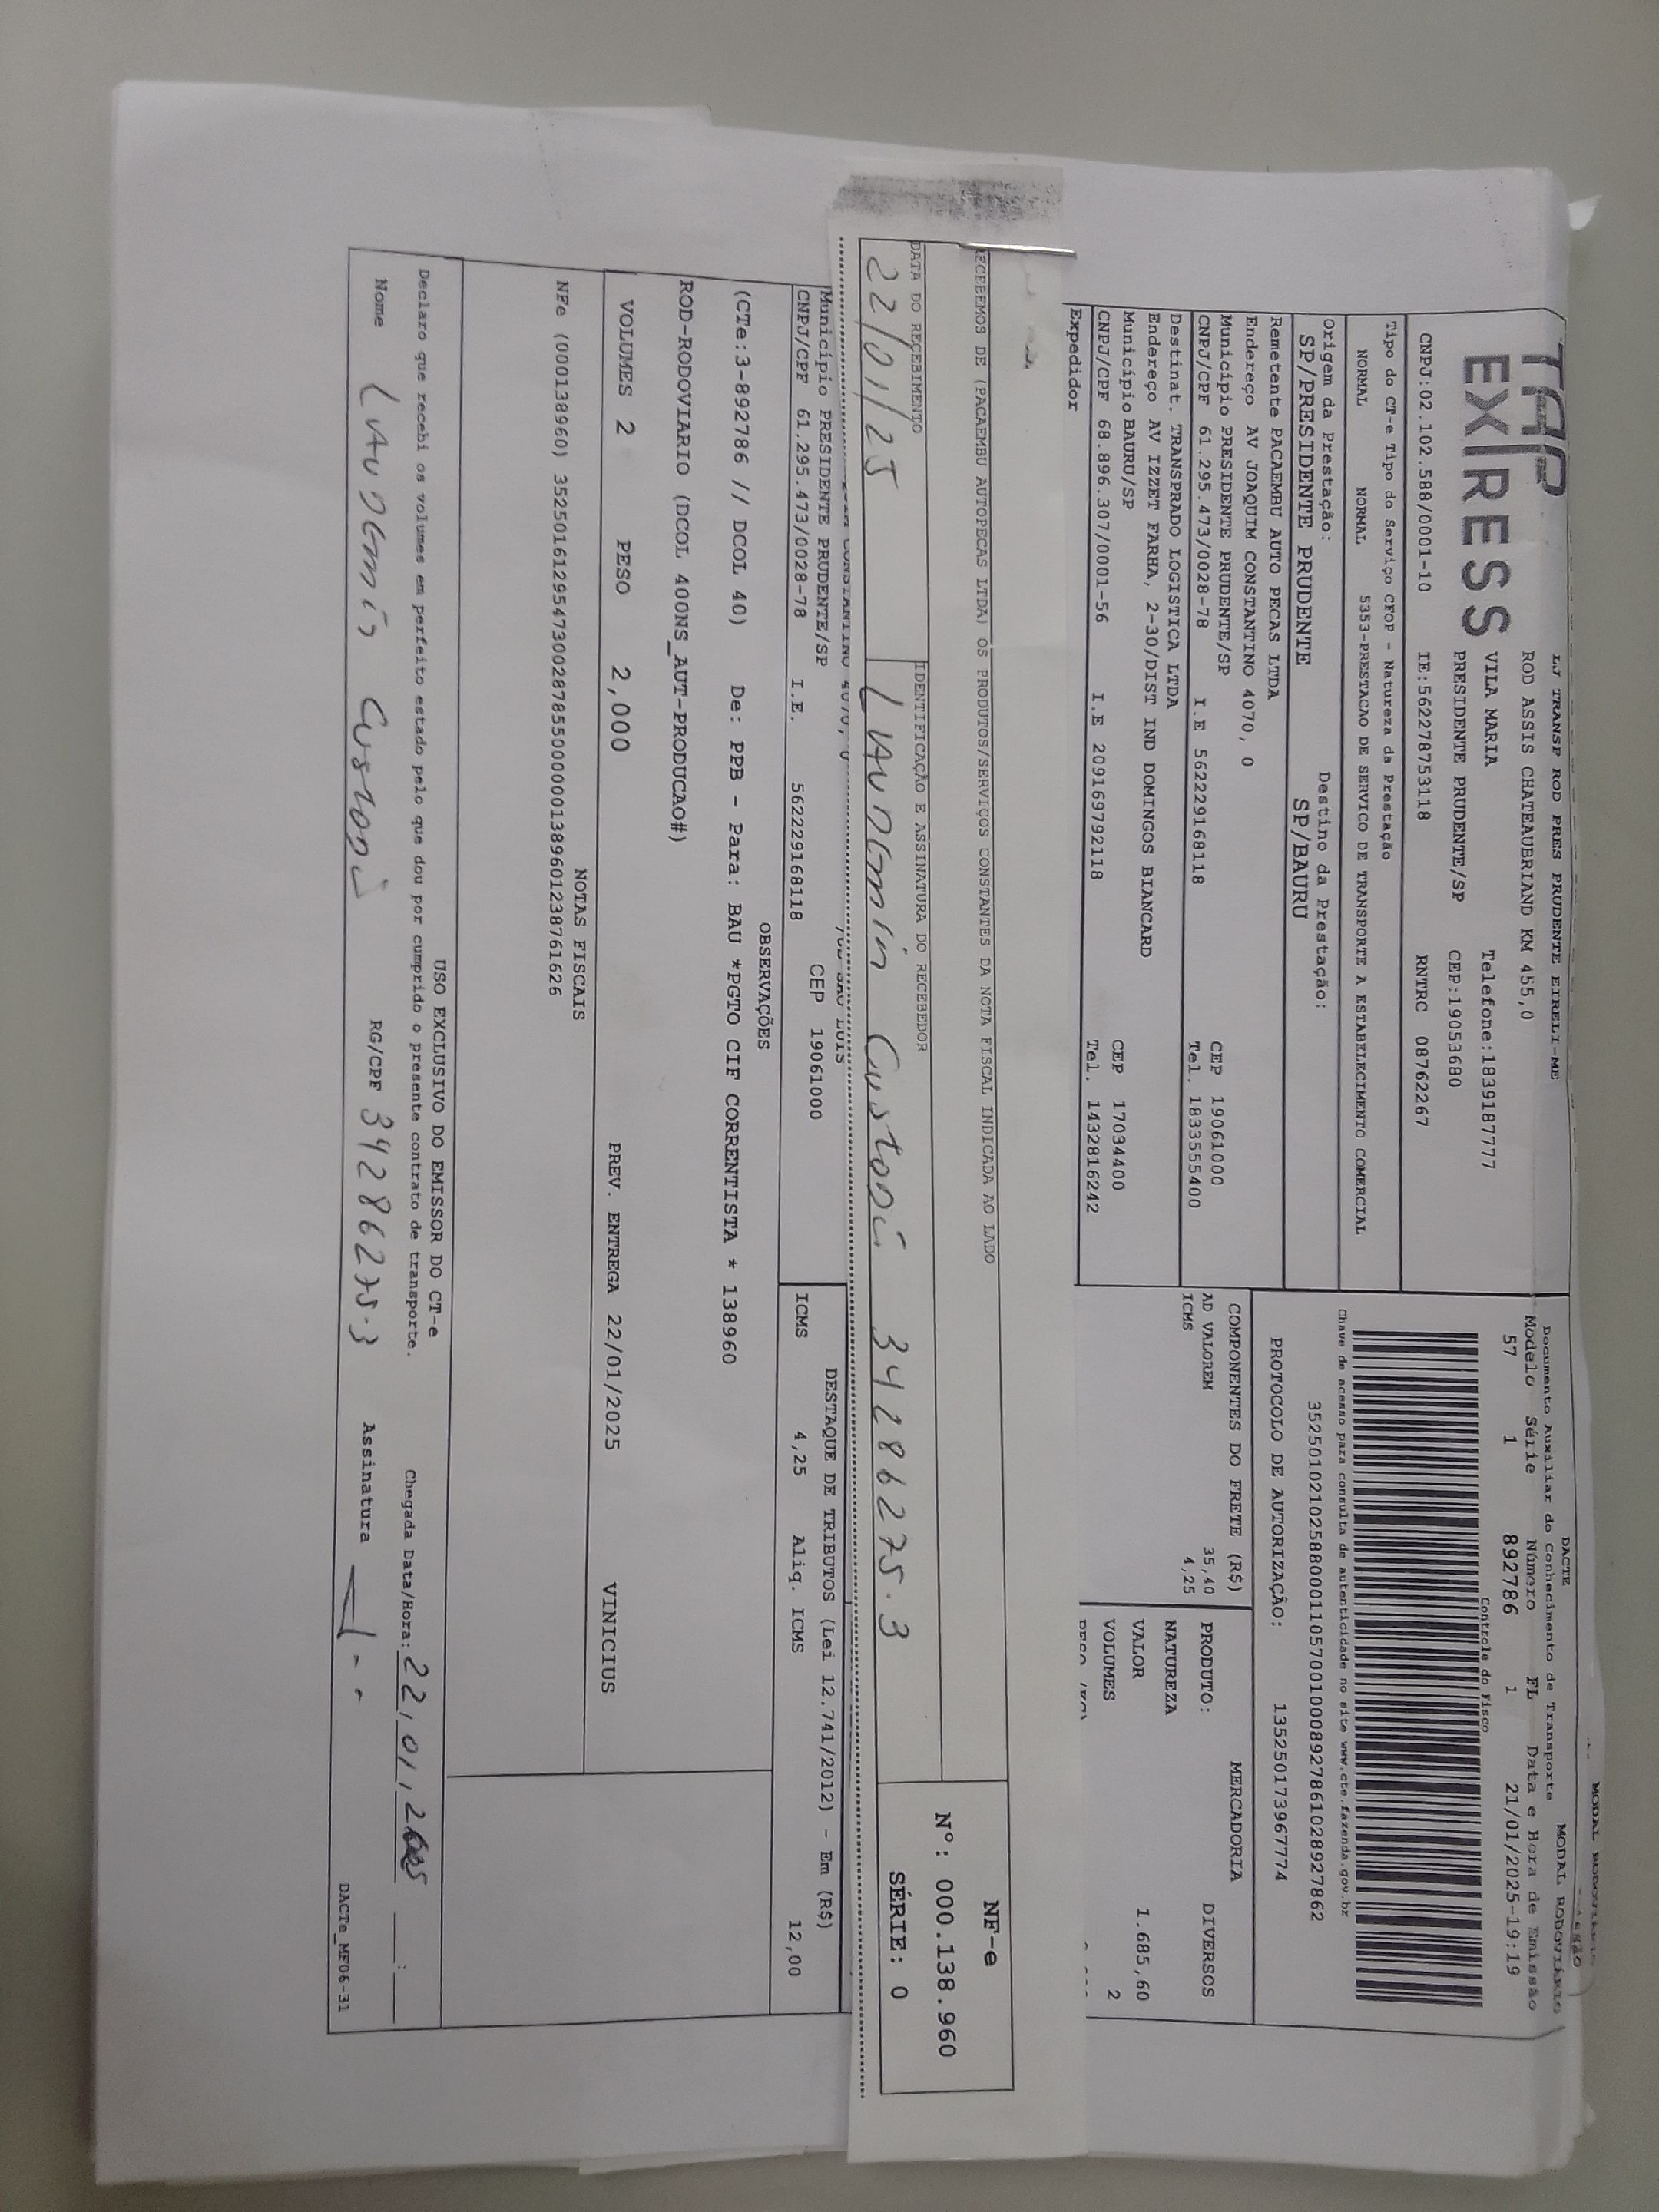 TAP
EXPRESS
LJ TRANSP ROD PRES PRUDENTE EIRELI-ME
ROD ASSIS CHATEAUBRIAND KM 455,0
VILA MARIA Telefone:1839187777
PRESIDENTE PRUDENTE/SP CEP:19053680
CNPJ:02.102.588/0001-10 IE:562278753118 RNTRC 08762267
Tipo do CT-e Tipo do Serviço CFOP - Natureza da Prestação
NORMAL NORMAL 5353-PRESTACAO DE SERVICO DE TRANSPORTE A ESTABELECIMENTO COMERCIAL
Origem da Prestação: Destino da Prestação:
SP/PRESIDENTE PRUDENTE SP/BAURU
Remetente PACAEMBU AUTO PECAS LTDA
Endereço AV JOAQUIM CONSTANTINO 4070, 0
Município PRESIDENTE PRUDENTE/SP CEP 19061000
CNPJ/CPF 61.295.473/0028-78 I.E 562229168118 Tel. 1833555400
Destinat. TRANSPRADO LOGISTICA LTDA
Endereço AV IZZET FARHA, 2-30/DIST IND DOMINGOS BIANCARD
Município BAURU/SP CEP 17034400
CNPJ/CPF 68.896.307/0001-56 I.E 209169792118 Tel. 1432816242
Expedidor
MODAL RODOVIÁRIO
DACTE MODAL RODOVIÁRIO
Documento Auxiliar do Conhecimento de Transporte
Modelo Série Número FL Data e Hora de Emissão
57 1 892786 1 21/01/2025-19:19
Controle do Fisco
Chave de acesso para consulta de autenticidade no site www.cte.fazenda.gov.br
35250102102588000110570010008927861028927862
PROTOCOLO DE AUTORIZAÇÃO: 135250173967774
COMPONENTES DO FRETE (R$)
AD VALOREM 35,40
ICMS 4,25
MERCADORIA
PRODUTO: DIVERSOS
NATUREZA
VALOR 1.685,60
VOLUMES 2
RECEBEMOS DE (PACAEMBU AUTOPECAS LTDA) OS PRODUTOS/SERVIÇOS CONSTANTES DA NOTA FISCAL INDICADA AO LADO
DATA DO RECEBIMENTO IDENTIFICAÇÃO E ASSINATURA DO RECEBEDOR
22/01/25 34286275.3
NF-e
Nº: 000.138.960
SÉRIE: 0
Município PRESIDENTE PRUDENTE/SP CEP 19061000
CNPJ/CPF 61.295.473/0028-78 I.E. 562229168118
DESTAQUE DE TRIBUTOS (Lei 12.741/2012) - Em (R$)
ICMS 4,25 Aliq. ICMS 12,00
OBSERVAÇÕES
(CTe:3-892786 // DCOL 40) De: PPB - Para: BAU *PGTO CIF CORRENTISTA * 138960
ROD-RODOVIARIO (DCOL 400NS_AUT-PRODUCAO#)
VOLUMES 2 PESO 2,000 PREV. ENTREGA 22/01/2025 VINICIUS
NOTAS FISCAIS
NFe (000138960) 35250161295473002878550000001389601238761626
USO EXCLUSIVO DO EMISSOR DO CT-e
Declaro que recebi os volumes em perfeito estado pelo que dou por cumprido o presente contrato de transporte. Chegada Data/Hora: 22/01/2025
Nome RG/CPF 34286275.3 Assinatura
DACTe_MF06-31